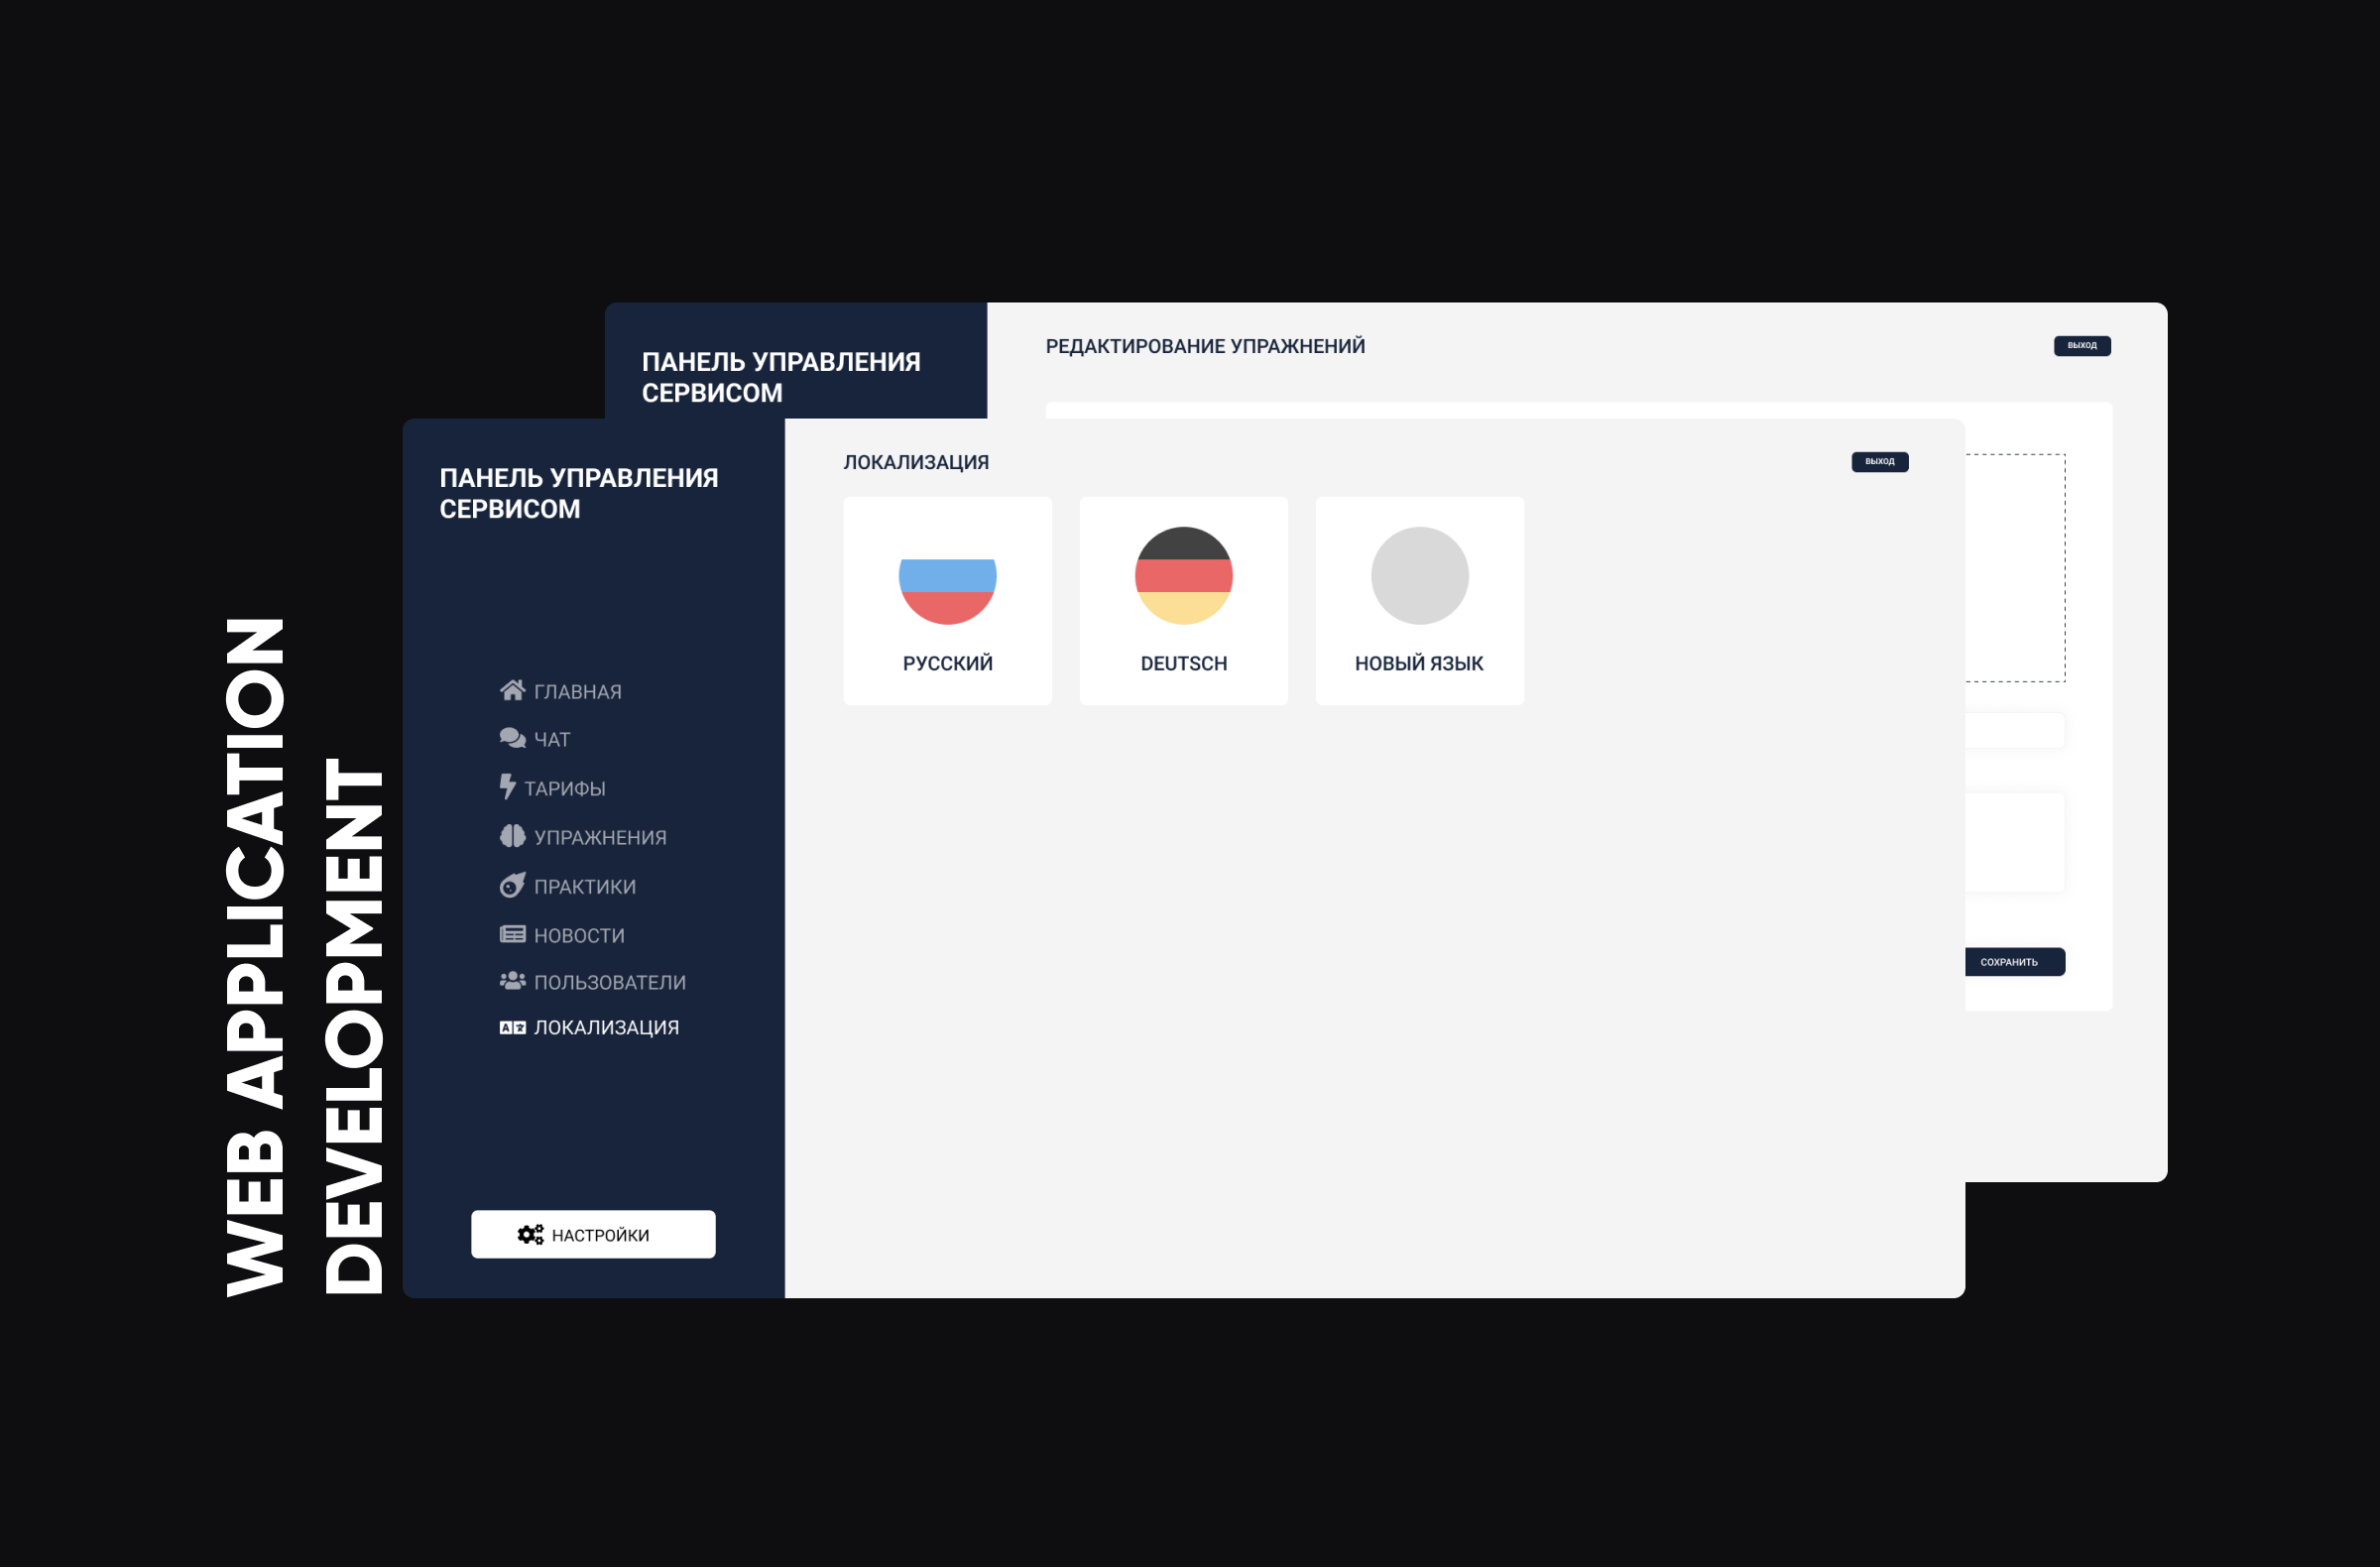 WEB APPLICATION
DEVELOPMENT
ПАНЕЛЬ УПРАВЛЕНИЯ
СЕРВИСОМ
РЕДАКТИРОВАНИЕ УПРАЖНЕНИЙ
ВЫХОД
СОХРАНИТЬ
ПАНЕЛЬ УПРАВЛЕНИЯ
СЕРВИСОМ
ГЛАВНАЯ
ЧАТ
ТАРИФЫ
УПРАЖНЕНИЯ
ПРАКТИКИ
НОВОСТИ
ПОЛЬЗОВАТЕЛИ
ЛОКАЛИЗАЦИЯ
НАСТРОЙКИ
ЛОКАЛИЗАЦИЯ
ВЫХОД
РУССКИЙ
DEUTSCH
НОВЫЙ ЯЗЫК